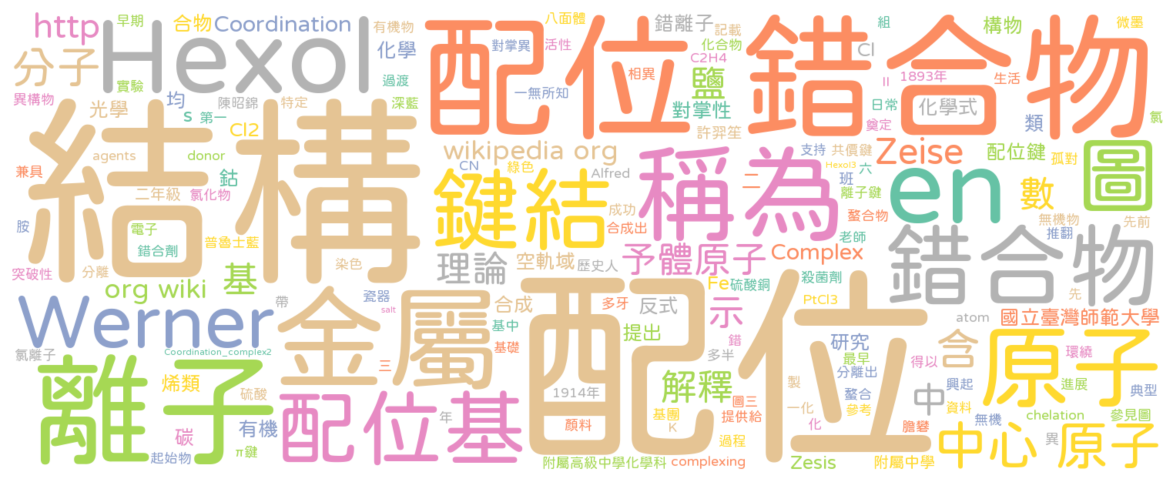 http
早期
合物
Coordination
有機物
八面體
錯離子
組
構物
微墨
Hexol
配位
錯合物
分子
化學
對掌異
活性
記載
化合物
C2H4
Cl
II
1893年
生活
實驗
過渡
相異
鹽
化學式
日常
奠定
類
氯
異構物
均
陳昭錦
特定
深藍
一無所知
對掌性
光學
s
第一
Cl2
許羿笙
結構
wikipedia org
稱為
支持
共價鍵
Zeise
配位鍵
孤對
agents
donor
CN
綠色
Alfred
二
班
Hexol3
六
離子鍵
en
數
圖
兼具
二年級
鈷
氯化物
鍵結
成功
合成出
螯合物
無機物
推翻
先前
胺
電子
錯合劑
普魯士藍
予體原子
Complex
老師
錯合物
突破性
分離
染色
理論
空軌域
歷史人
org wiki
基
帶
瓷器
salt
合成
反式
Fe
硫酸銅
殺菌劑
PtCl3
先
Werner
金屬
配位
多牙
示
錯
atom
國立臺灣師範大學
氯離子
Coordination_complex2
基中
基礎
提出
多半
研究
最早
分離出
含
得以
環繞
原子
離子
烯類
硫酸
三
1914年
解釋
製
螯合
興起
進展
典型
碳
配位基
年
顏料
基團
K
圖三
提供給
一化
化
參考
中
資料
無機
chelation
參見圖
起始物
π鍵
有機
附屬高級中學化學科
過程
complexing
Zesis
膽礬
附屬中學
異
中心原子